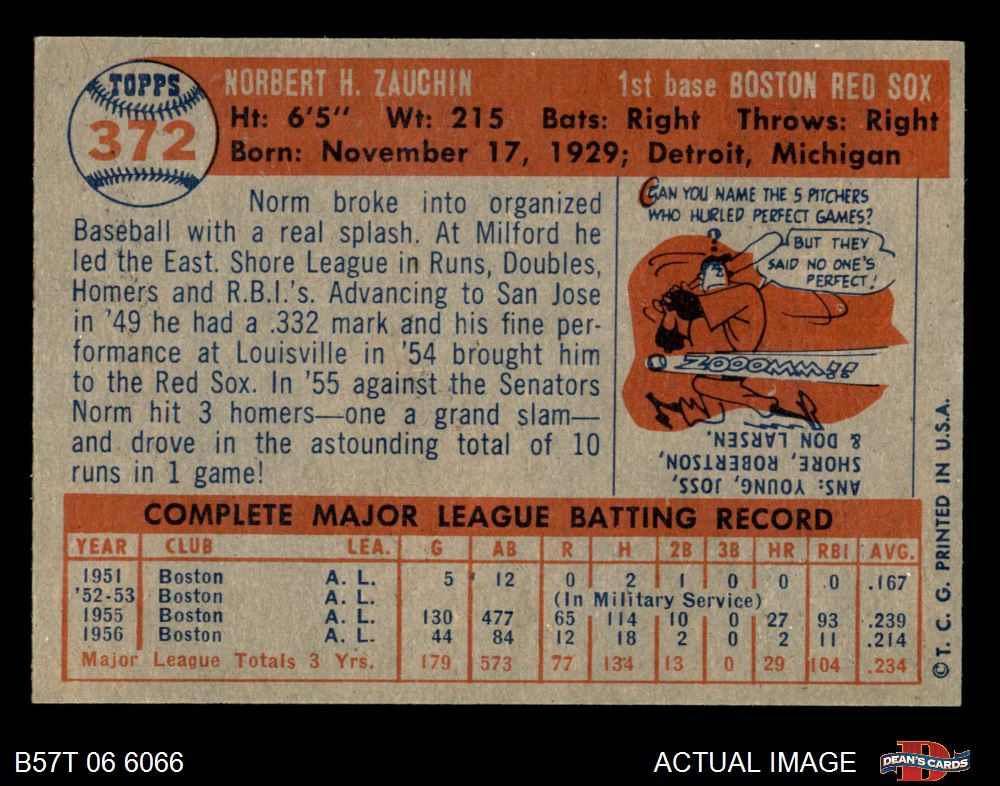 TOPPS
372
NORBERT H. ZAUCHIN 1st base BOSTON RED SOX
Ht: 6'5" Wt: 215 Bats: Right Throws: Right
Born: November 17, 1929; Detroit, Michigan
Norm broke into organized
Baseball with a real splash. At Milford he
led the East. Shore League in Runs, Doubles,
Homers and R.B.I.'s. Advancing to San Jose
in '49 he had a .332 mark and his fine per-
formance at Louisville in '54 brought him
to the Red Sox. In '55 against the Senators
Norm hit 3 homers—one a grand slam—
and drove in the astounding total of 10
runs in 1 game!
CAN YOU NAME THE 5 PITCHERS
WHO HURLED PERFECT GAMES?
?
BUT THEY
SAID NO ONE'S
PERFECT!
ZOOOMM!!
ANS: YOUNG, JOSS,
SHORE, ROBERTSON,
& DON LARSEN.
COMPLETE MAJOR LEAGUE BATTING RECORD
YEAR CLUB LEA. G AB R H 2B 3B HR RBI AVG.
1951 Boston A. L. 5 12 0 2 1 0 0 0 .167
'52-53 Boston A. L. (In Military Service)
1955 Boston A. L. 130 477 65 114 10 0 27 93 .239
1956 Boston A. L. 44 84 12 18 2 0 2 11 .214
Major League Totals 3 Yrs. 179 573 77 134 13 0 29 104 .234
© T. C. G. PRINTED IN U.S.A.
B57T 06 6066 ACTUAL IMAGE
DEAN'S CARDS